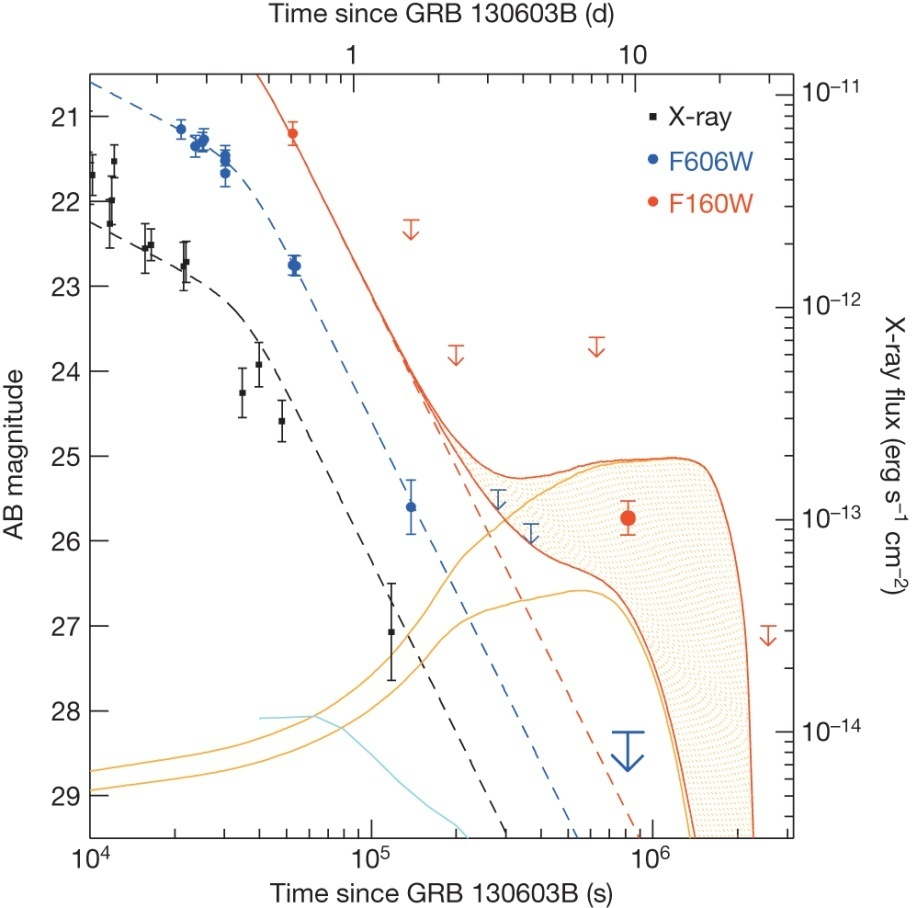 Time since GRB 130603B (d)
1 10
21
22
23
24
25
26
27
28
29
AB magnitude
X-ray
F606W
F160W
10⁻¹¹
10⁻¹²
10⁻¹³
10⁻¹⁴
X-ray flux (erg s⁻¹ cm⁻²)
10⁴ 10⁵ 10⁶
Time since GRB 130603B (s)